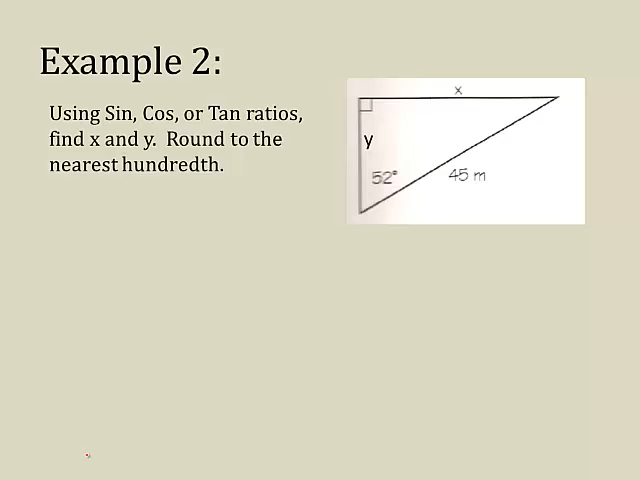 Example 2:
Using Sin, Cos, or Tan ratios,
find x and y. Round to the
nearest hundredth.
x
y
52°
45 m